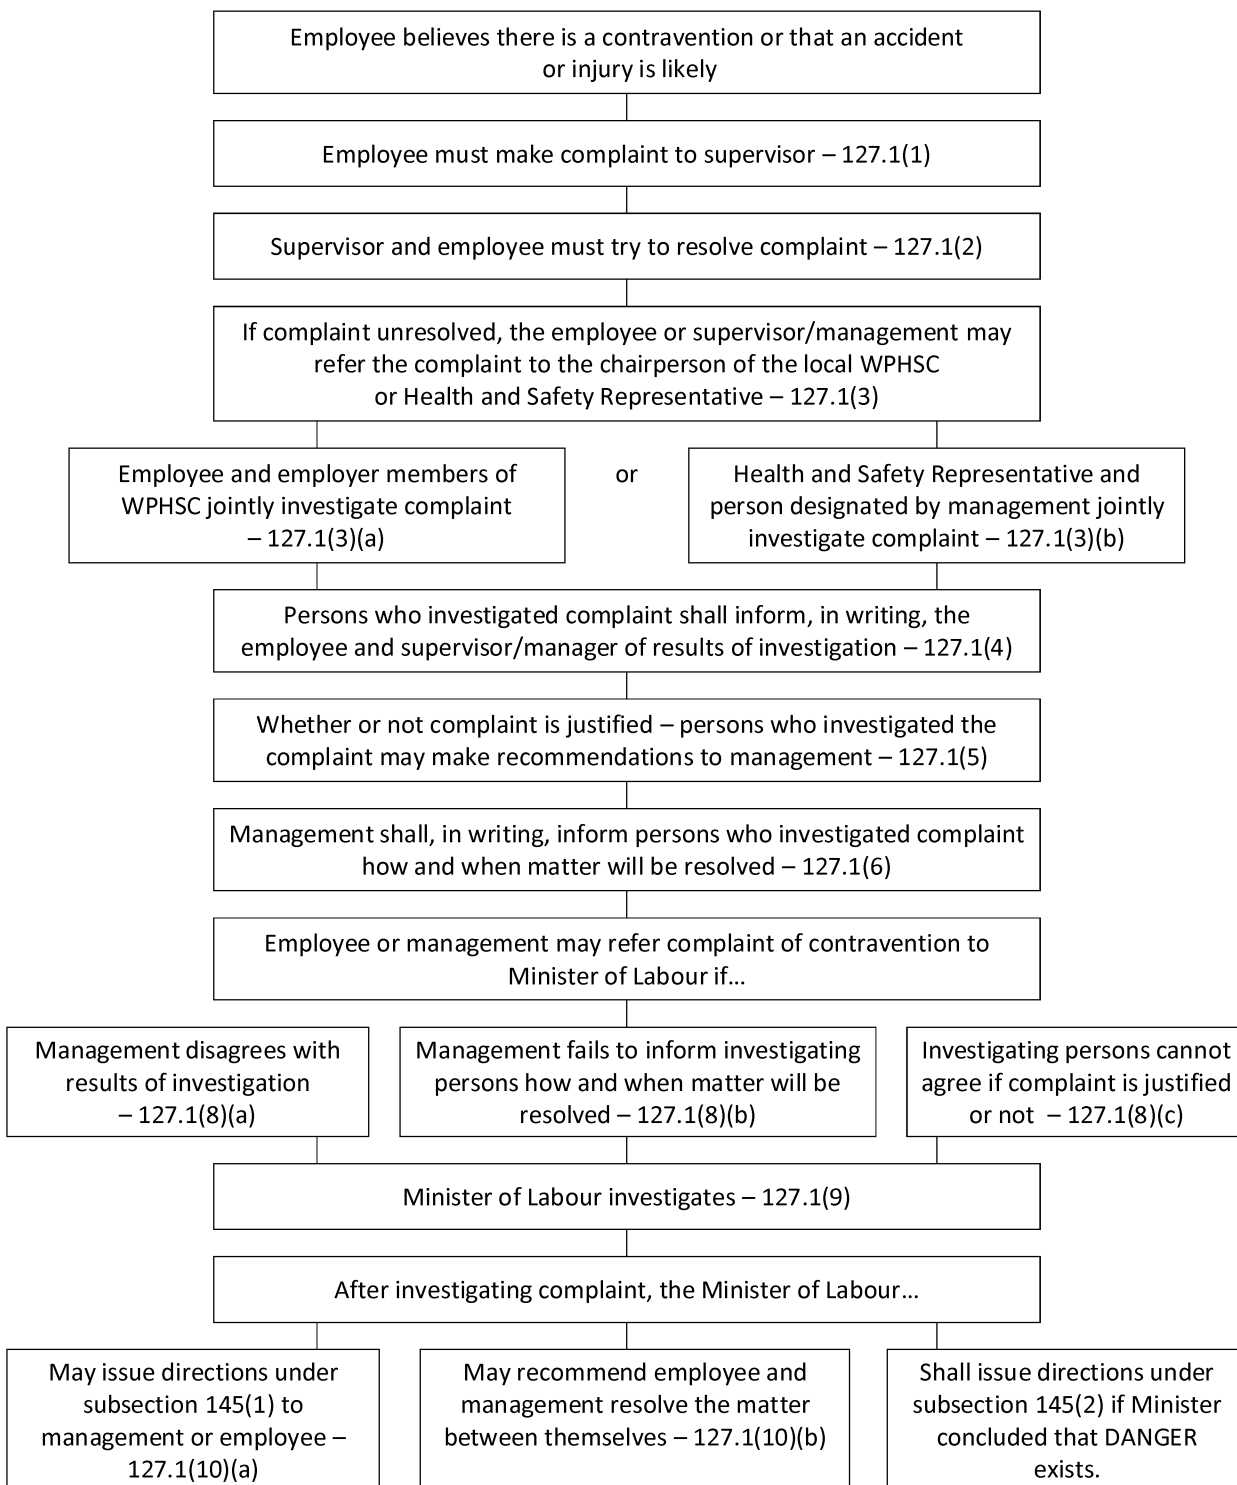 Employee believes there is a contravention or that an accident
or injury is likely
Employee must make complaint to supervisor – 127.1(1)
Supervisor and employee must try to resolve complaint – 127.1(2)
If complaint unresolved, the employee or supervisor/management may
refer the complaint to the chairperson of the local WPHSC
or Health and Safety Representative – 127.1(3)
Employee and employer members of
WPHSC jointly investigate complaint
– 127.1(3)(a)
or
Health and Safety Representative and
person designated by management jointly
investigate complaint – 127.1(3)(b)
Persons who investigated complaint shall inform, in writing, the
employee and supervisor/manager of results of investigation – 127.1(4)
Whether or not complaint is justified – persons who investigated the
complaint may make recommendations to management – 127.1(5)
Management shall, in writing, inform persons who investigated complaint
how and when matter will be resolved – 127.1(6)
Employee or management may refer complaint of contravention to
Minister of Labour if...
Management disagrees with
results of investigation
– 127.1(8)(a)
Management fails to inform investigating
persons how and when matter will be
resolved – 127.1(8)(b)
Investigating persons cannot
agree if complaint is justified
or not – 127.1(8)(c)
Minister of Labour investigates – 127.1(9)
After investigating complaint, the Minister of Labour...
May issue directions under
subsection 145(1) to
management or employee –
127.1(10)(a)
May recommend employee and
management resolve the matter
between themselves – 127.1(10)(b)
Shall issue directions under
subsection 145(2) if Minister
concluded that DANGER
exists.